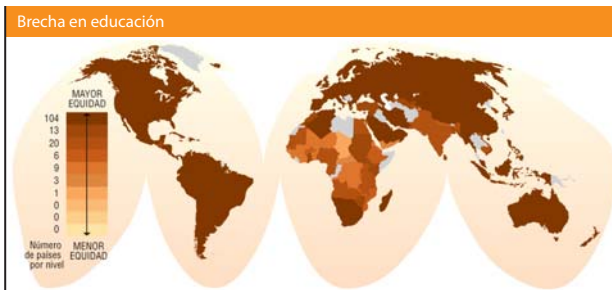 Brecha en educación
MAYOR
EQUIDAD
104
13
20
6
9
3
1
0
0
0
Número
de países
por nivel
MENOR
EQUIDAD